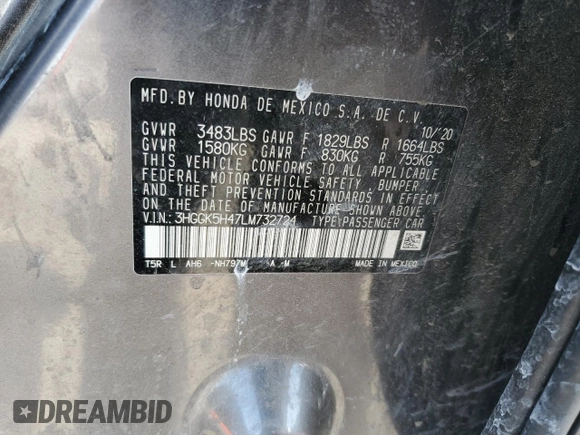 MFD.BY HONDA DE MEXICO S.A. DE C.V.
10/'20
GVWR 3483LBS GAWR F 1829LBS R 1664LBS
GVWR 1580KG GAWR F 830KG R 755KG
THIS VEHICLE CONFORMS TO ALL APPLICABLE
FEDERAL MOTOR VEHICLE SAFETY, BUMPER
AND THEFT PREVENTION STANDARDS IN EFFECT
ON THE DATE OF MANUFACTURE SHOWN ABOVE.
V.I.N.: 3HGGK5H47LM732724 TYPE:PASSENGER CAR
T5R L AH6 -NH797M A -M MADE IN MEXICO
DREAMBID